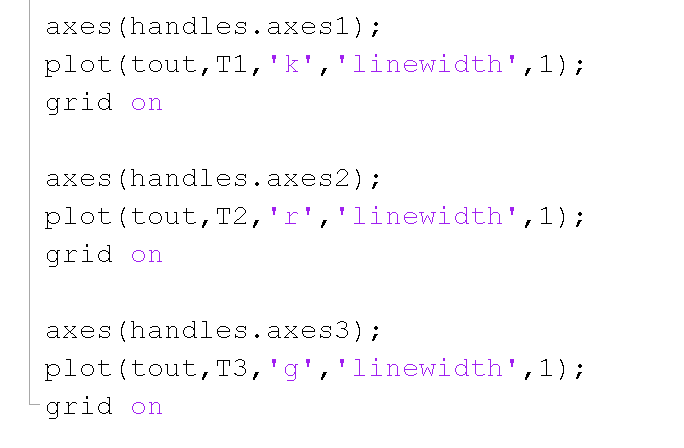 axes(handles.axes1);
plot(tout,T1,'k','linewidth',1);
grid on
axes(handles.axes2);
plot(tout,T2,'r','linewidth',1);
grid on
axes(handles.axes3);
plot(tout,T3,'g','linewidth',1);
grid on